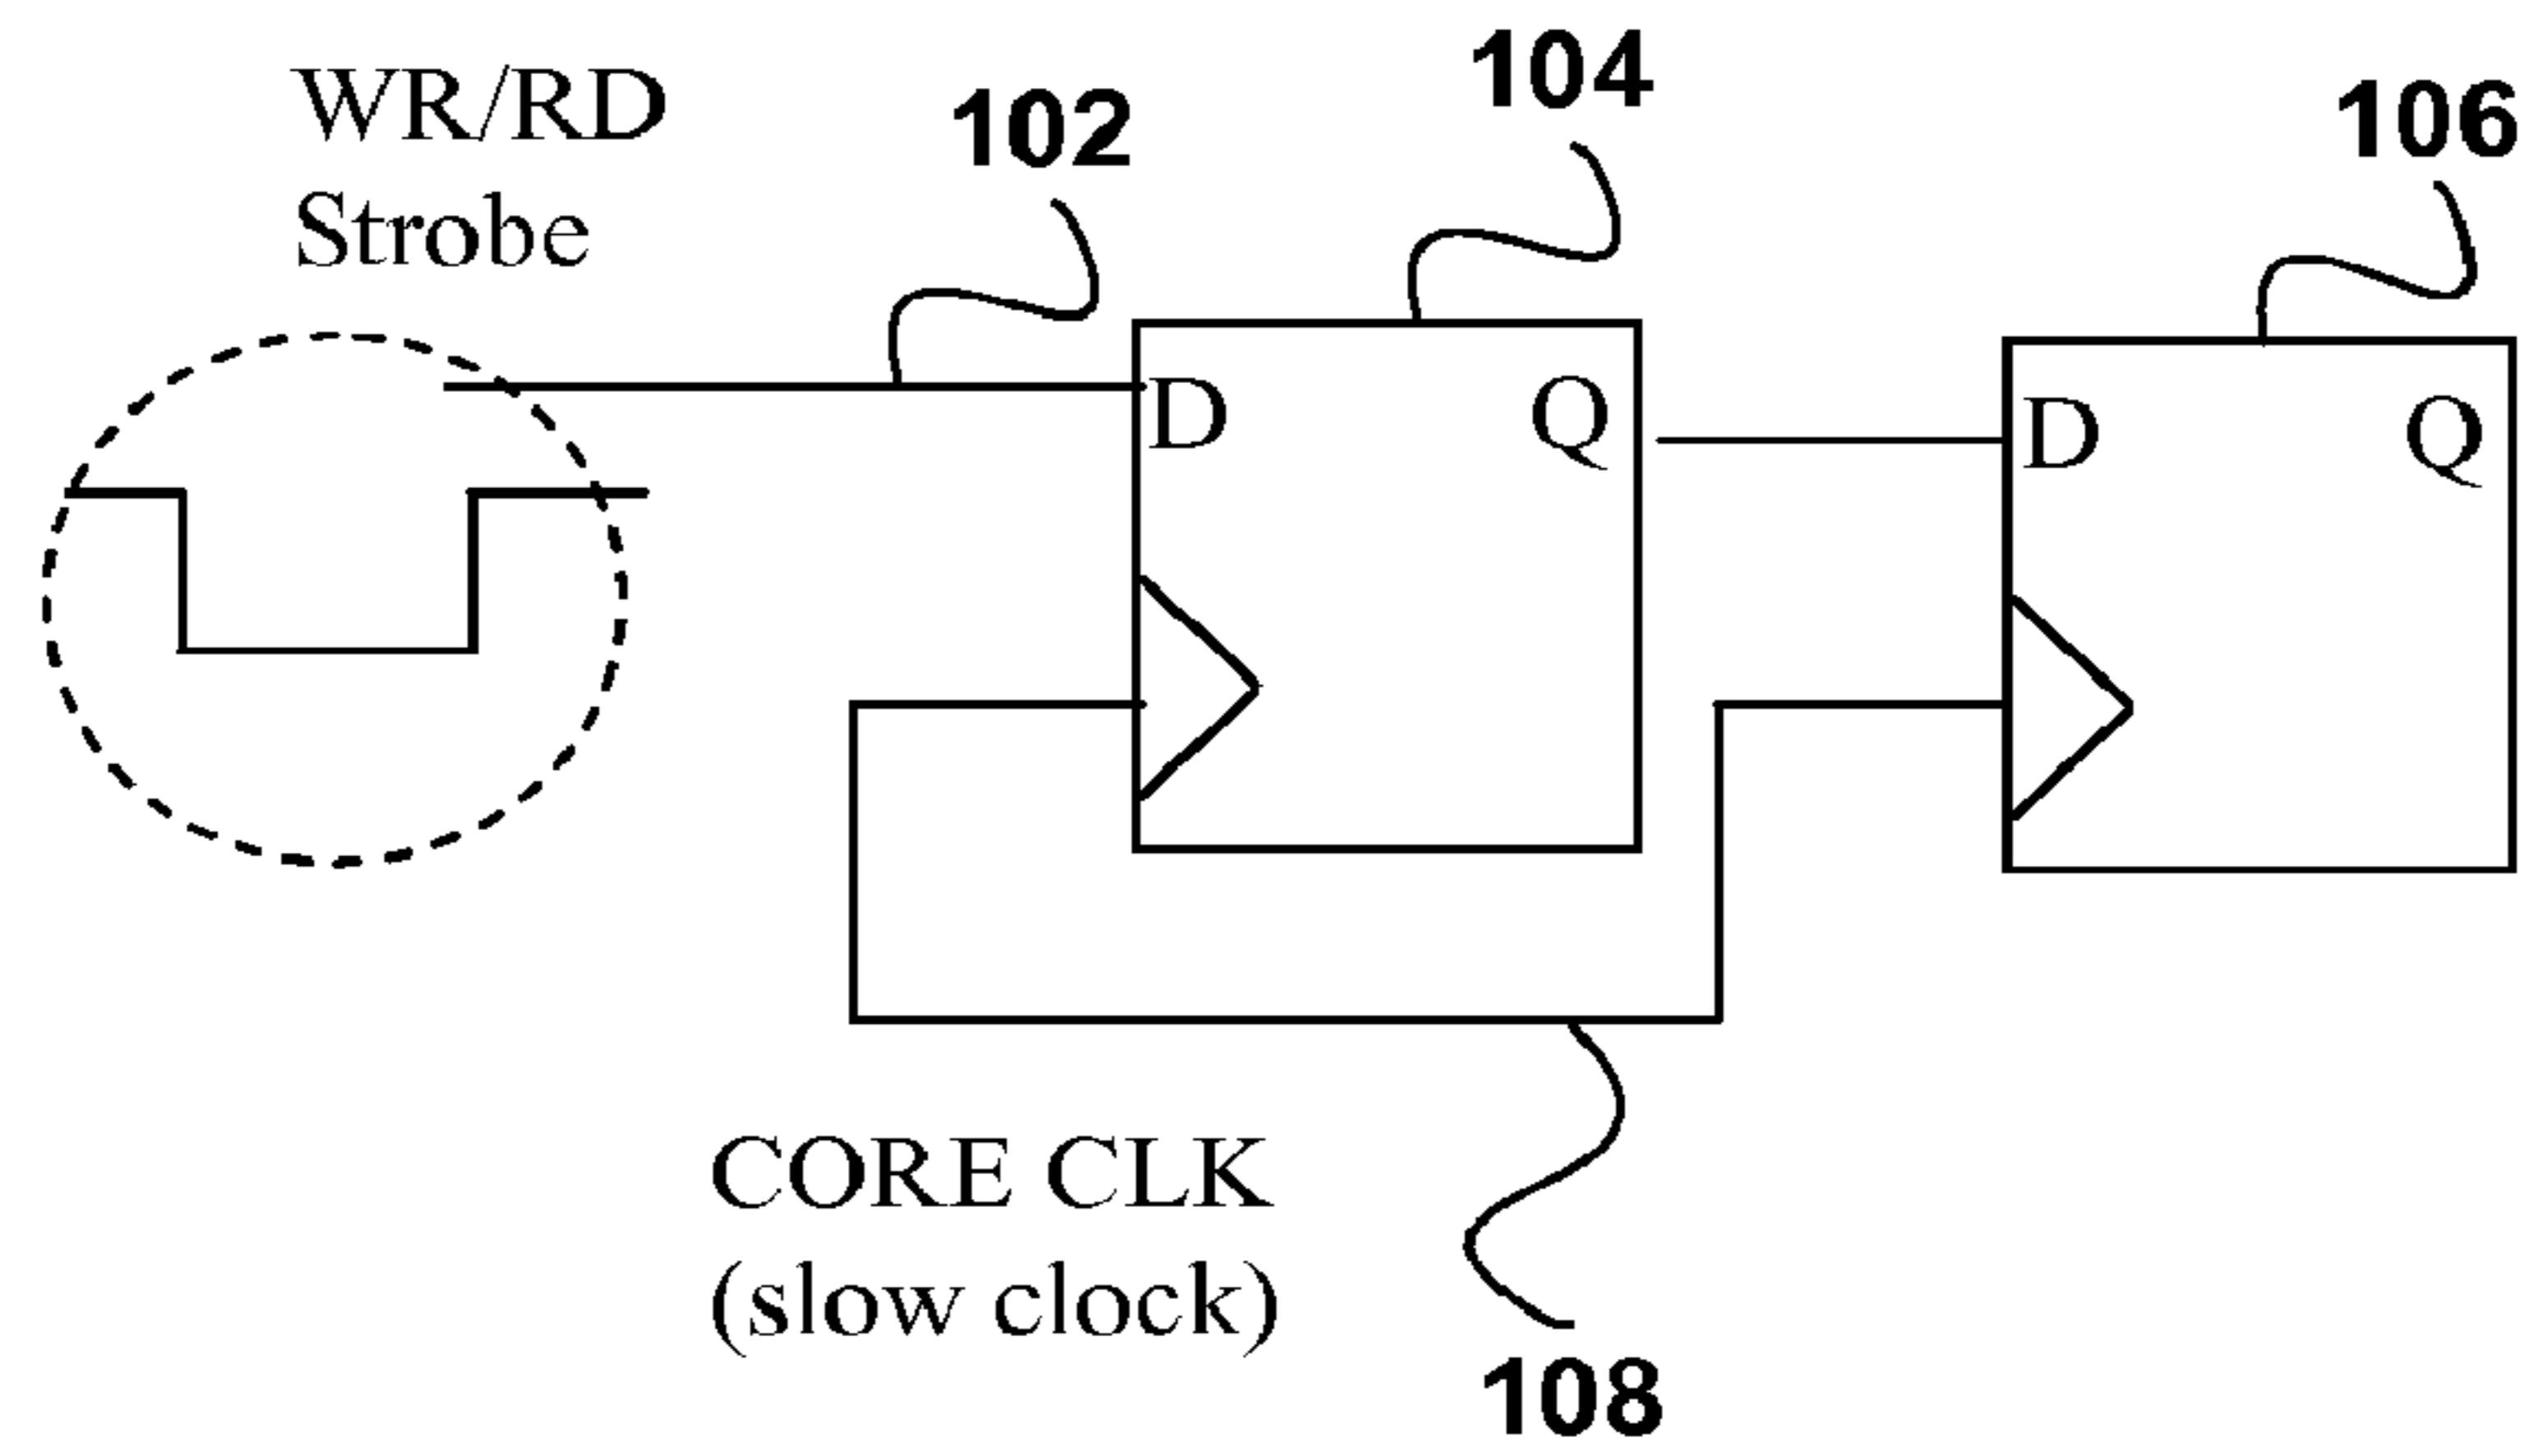 WR/RD
Strobe
102
104
106
D
Q
D
Q
CORE CLK
(slow clock)
108